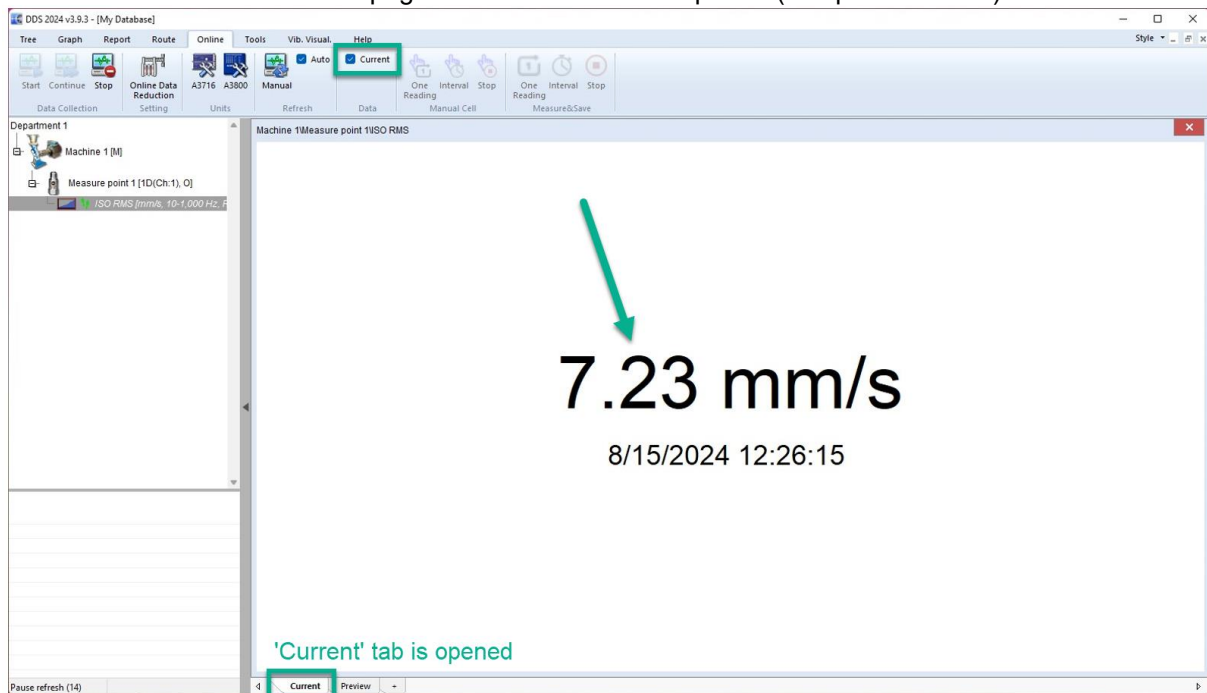 DDS 2024 v3.9.3 - [My Database]
Tree Graph Report Route Online Tools Vib. Visual. Help Style
Start Continue Stop Online Data Reduction A3716 A3800 Manual Auto Current One Reading Interval Stop One Reading Interval Stop
Data Collection Setting Units Refresh Data Manual Cell Measure&Save
Department 1
Machine 1\Measure point 1\ISO RMS
Machine 1 [M]
Measure point 1 [1D(Ch:1), O]
ISO RMS [mm/s, 10-1,000 Hz,
7.23 mm/s
8/15/2024 12:26:15
'Current' tab is opened
Pause refresh (14) Current Preview +